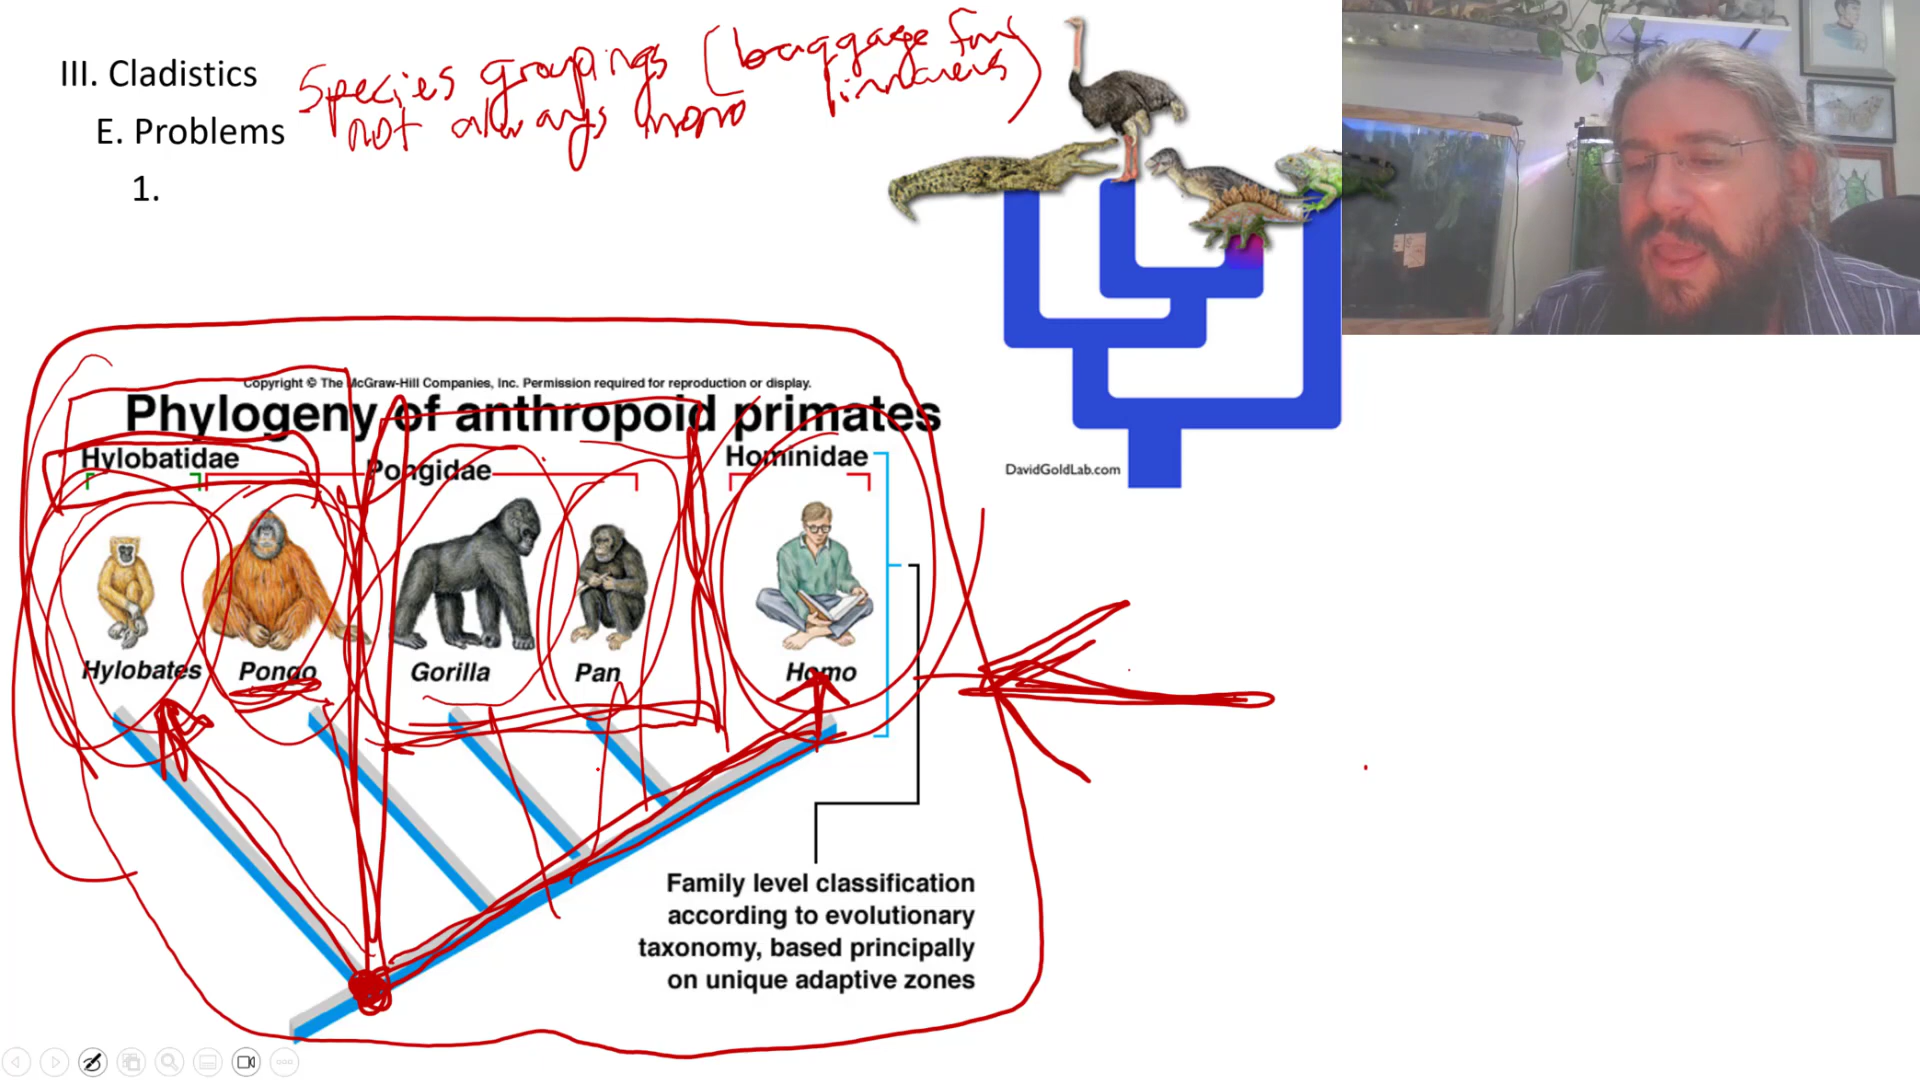 III. Cladistics
E. Problems
1.
Species groupings (baggage from
not always mono linnaeus)
DavidGoldLab.com
Copyright © The McGraw-Hill Companies, Inc. Permission required for reproduction or display.
Phylogeny of anthropoid primates
Hylobatidae
Pongidae
Hominidae
Hylobates Pongo Gorilla Pan Homo
Family level classification
according to evolutionary
taxonomy, based principally
on unique adaptive zones